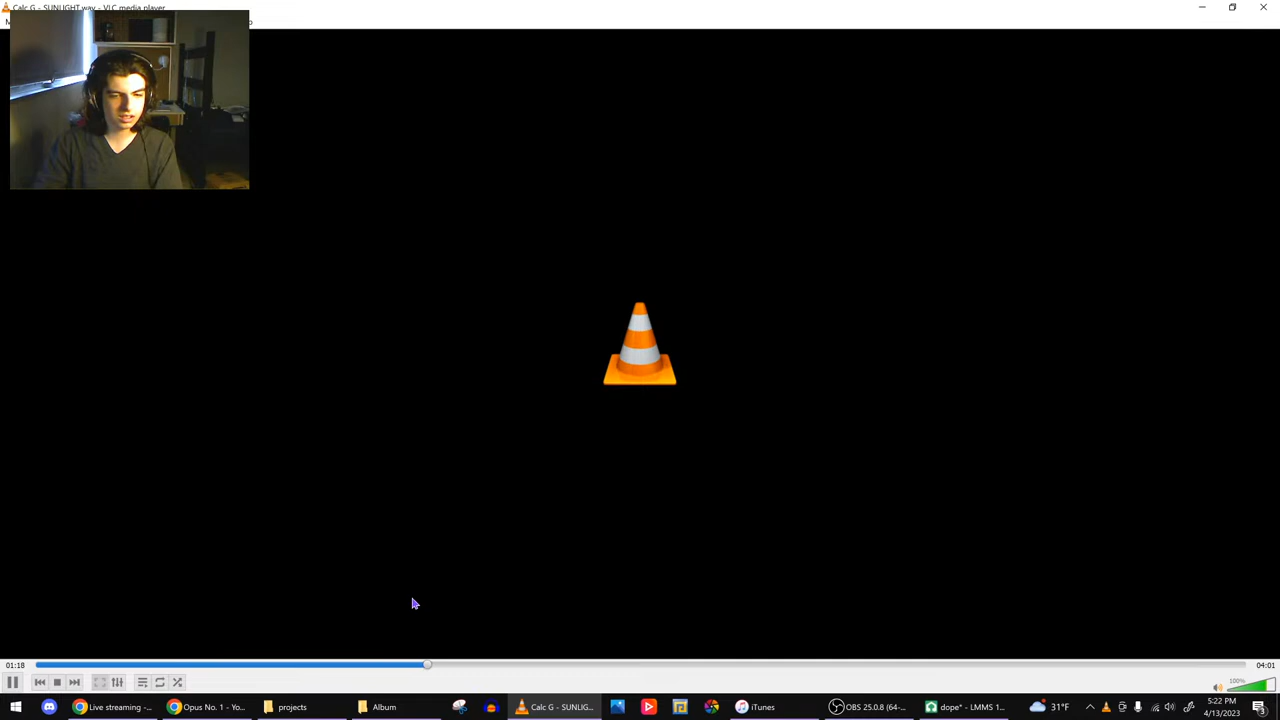 Calc G - SUNLIGHT.wav - VLC media player
01:18
04:01
100%
Live streaming -...
Opus No. 1 - Yo...
projects
Album
Calc G - SUNLIG...
iTunes
OBS 25.0.8 (64-...
dope* - LMMS 1...
31°F
5:22 PM
4/13/2023